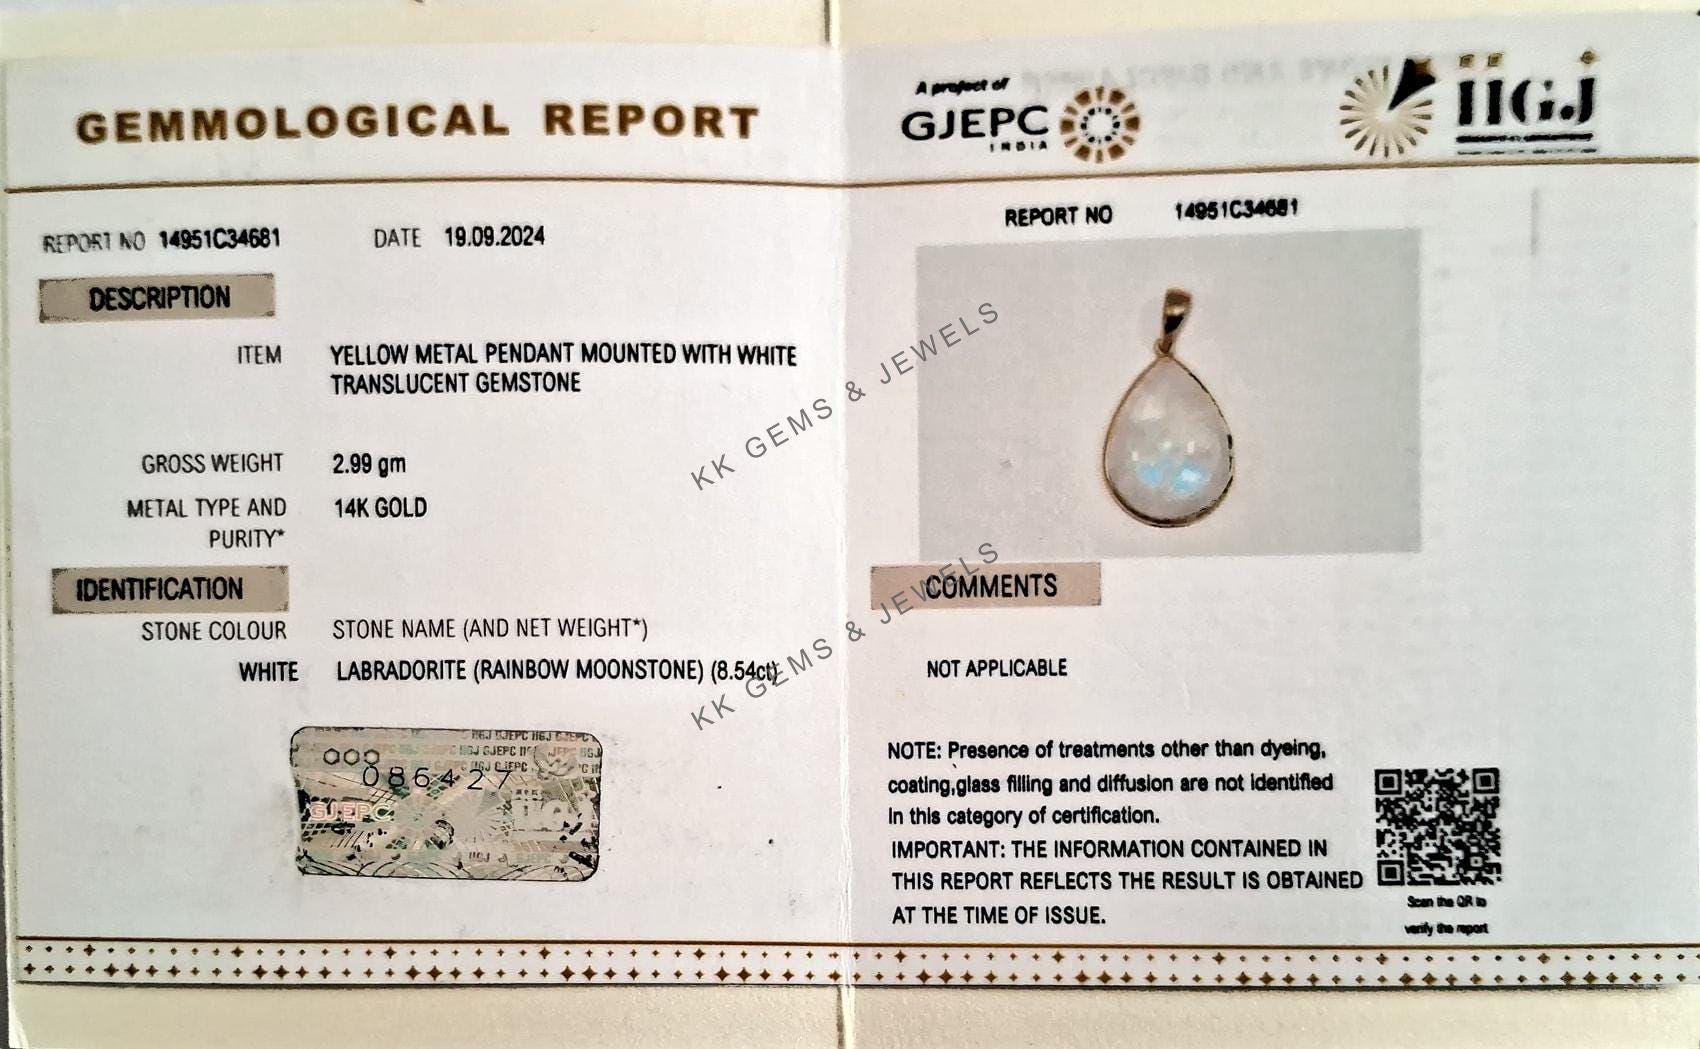 GEMMOLOGICAL REPORT
REPORT NO 14951C34681 DATE 19.09.2024
DESCRIPTION
ITEM YELLOW METAL PENDANT MOUNTED WITH WHITE
TRANSLUCENT GEMSTONE
GROSS WEIGHT 2.99 gm
METAL TYPE AND 14K GOLD
PURITY*
IDENTIFICATION
STONE COLOUR STONE NAME (AND NET WEIGHT*)
WHITE LABRADORITE (RAINBOW MOONSTONE) (8.54ct)
086427
GJEPC
A project of
GJEPC
INDIA
IIGJ
REPORT NO 14951C34681
KK GEMS & JEWELS
KK GEMS & JEWELS
COMMENTS
NOT APPLICABLE
NOTE: Presence of treatments other than dyeing,
coating,glass filling and diffusion are not identified
in this category of certification.
IMPORTANT: THE INFORMATION CONTAINED IN
THIS REPORT REFLECTS THE RESULT IS OBTAINED
AT THE TIME OF ISSUE.
Scan the QR to
verify the report